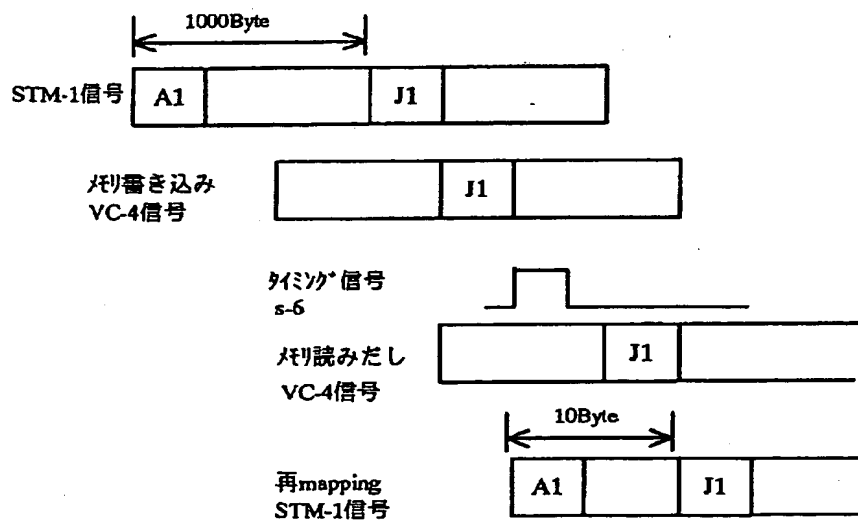 1000Byte
STM-1信号 A1 J1
メモリ書き込み J1
VC-4信号
タイミング信号
s-6
メモリ読みだし J1
VC-4信号
10Byte
再mapping A1 J1
STM-1信号